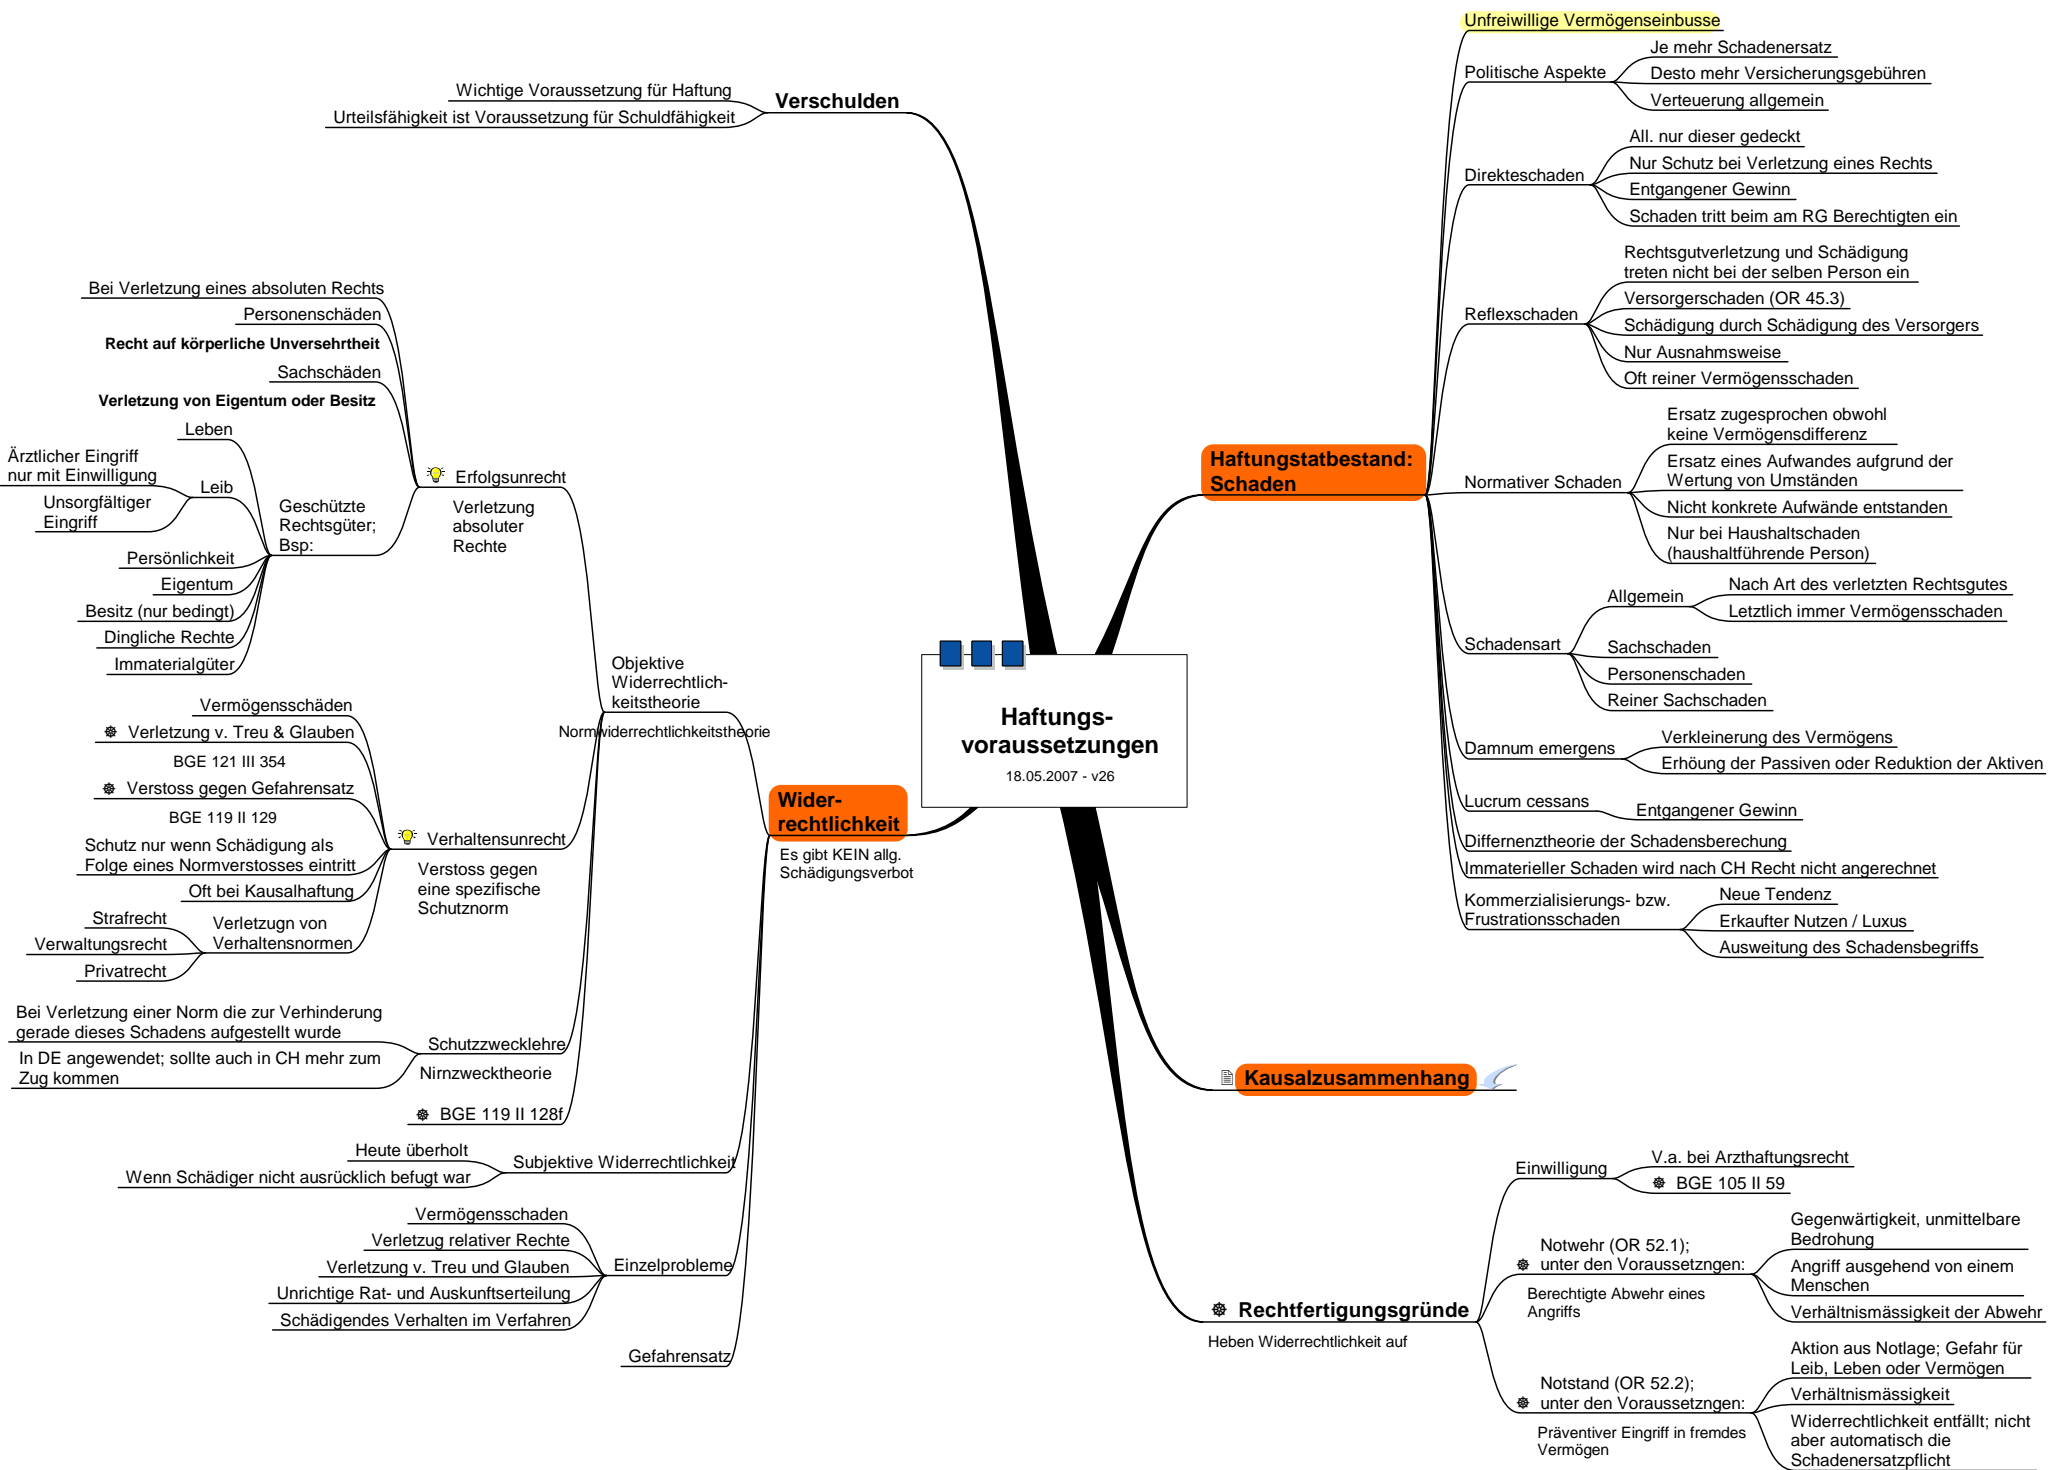 Haftungs-
voraussetzungen
18.05.2007 - v26
Unfreiwillige Vermögenseinbusse
Politische Aspekte
Je mehr Schadenersatz
Desto mehr Versicherungsgebühren
Verteuerung allgemein
Direkteschaden
All. nur dieser gedeckt
Nur Schutz bei Verletzung eines Rechts
Entgangener Gewinn
Schaden tritt beim am RG Berechtigten ein
Reflexschaden
Rechtsgutverletzung und Schädigung
treten nicht bei der selben Person ein
Versorgerschaden (OR 45.3)
Schädigung durch Schädigung des Versorgers
Nur Ausnahmsweise
Oft reiner Vermögensschaden
Haftungstatbestand:
Schaden
Normativer Schaden
Ersatz zugesprochen obwohl
keine Vermögensdifferenz
Ersatz eines Aufwandes aufgrund der
Wertung von Umständen
Nicht konkrete Aufwände entstanden
Nur bei Haushaltschaden
(haushaltführende Person)
Schadensart
Allgemein
Nach Art des verletzten Rechtsgutes
Letztlich immer Vermögensschaden
Sachschaden
Personenschaden
Reiner Sachschaden
Damnum emergens
Verkleinerung des Vermögens
Erhöung der Passiven oder Reduktion der Aktiven
Lucrum cessans
Entgangener Gewinn
Differnenztheorie der Schadensberechung
Immaterieller Schaden wird nach CH Recht nicht angerechnet
Kommerzialisierungs- bzw.
Frustrationsschaden
Neue Tendenz
Erkaufter Nutzen / Luxus
Ausweitung des Schadensbegriffs
Kausalzusammenhang
Rechtfertigungsgründe
Heben Widerrechtlichkeit auf
Einwilligung
V.a. bei Arzthaftungsrecht
BGE 105 II 59
Notwehr (OR 52.1);
unter den Voraussetzngen:
Berechtigte Abwehr eines
Angriffs
Gegenwärtigkeit, unmittelbare
Bedrohung
Angriff ausgehend von einem
Menschen
Verhältnismässigkeit der Abwehr
Notstand (OR 52.2);
unter den Voraussetzngen:
Präventiver Eingriff in fremdes
Vermögen
Aktion aus Notlage; Gefahr für
Leib, Leben oder Vermögen
Verhältnismässigkeit
Widerrechtlichkeit entfällt; nicht
aber automatisch die
Schadenersatzpflicht
Verschulden
Wichtige Voraussetzung für Haftung
Urteilsfähigkeit ist Voraussetzung für Schuldfähigkeit
Wider-
rechtlichkeit
Es gibt KEIN allg.
Schädigungsverbot
Objektive
Widerrechtlich-
keitstheorie
Normwiderrechtlichkeitstheorie
Erfolgsunrecht
Verletzung
absoluter
Rechte
Bei Verletzung eines absoluten Rechts
Personenschäden
Recht auf körperliche Unversehrtheit
Sachschäden
Verletzung von Eigentum oder Besitz
Geschützte
Rechtsgüter;
Bsp:
Leben
Leib
Ärztlicher Eingriff
nur mit Einwilligung
Unsorgfältiger
Eingriff
Persönlichkeit
Eigentum
Besitz (nur bedingt)
Dingliche Rechte
Immaterialgüter
Verhaltensunrecht
Verstoss gegen
eine spezifische
Schutznorm
Vermögensschäden
Verletzung v. Treu & Glauben
BGE 121 III 354
Verstoss gegen Gefahrensatz
BGE 119 II 129
Schutz nur wenn Schädigung als
Folge eines Normverstosses eintritt
Oft bei Kausalhaftung
Verletzugn von
Verhaltensnormen
Strafrecht
Verwaltungsrecht
Privatrecht
Schutzzwecklehre
Nirnzwecktheorie
Bei Verletzung einer Norm die zur Verhinderung
gerade dieses Schadens aufgestellt wurde
In DE angewendet; sollte auch in CH mehr zum
Zug kommen
BGE 119 II 128f
Subjektive Widerrechtlichkeit
Heute überholt
Wenn Schädiger nicht ausrücklich befugt war
Einzelprobleme
Vermögensschaden
Verletzug relativer Rechte
Verletzung v. Treu und Glauben
Unrichtige Rat- und Auskunftserteilung
Schädigendes Verhalten im Verfahren
Gefahrensatz